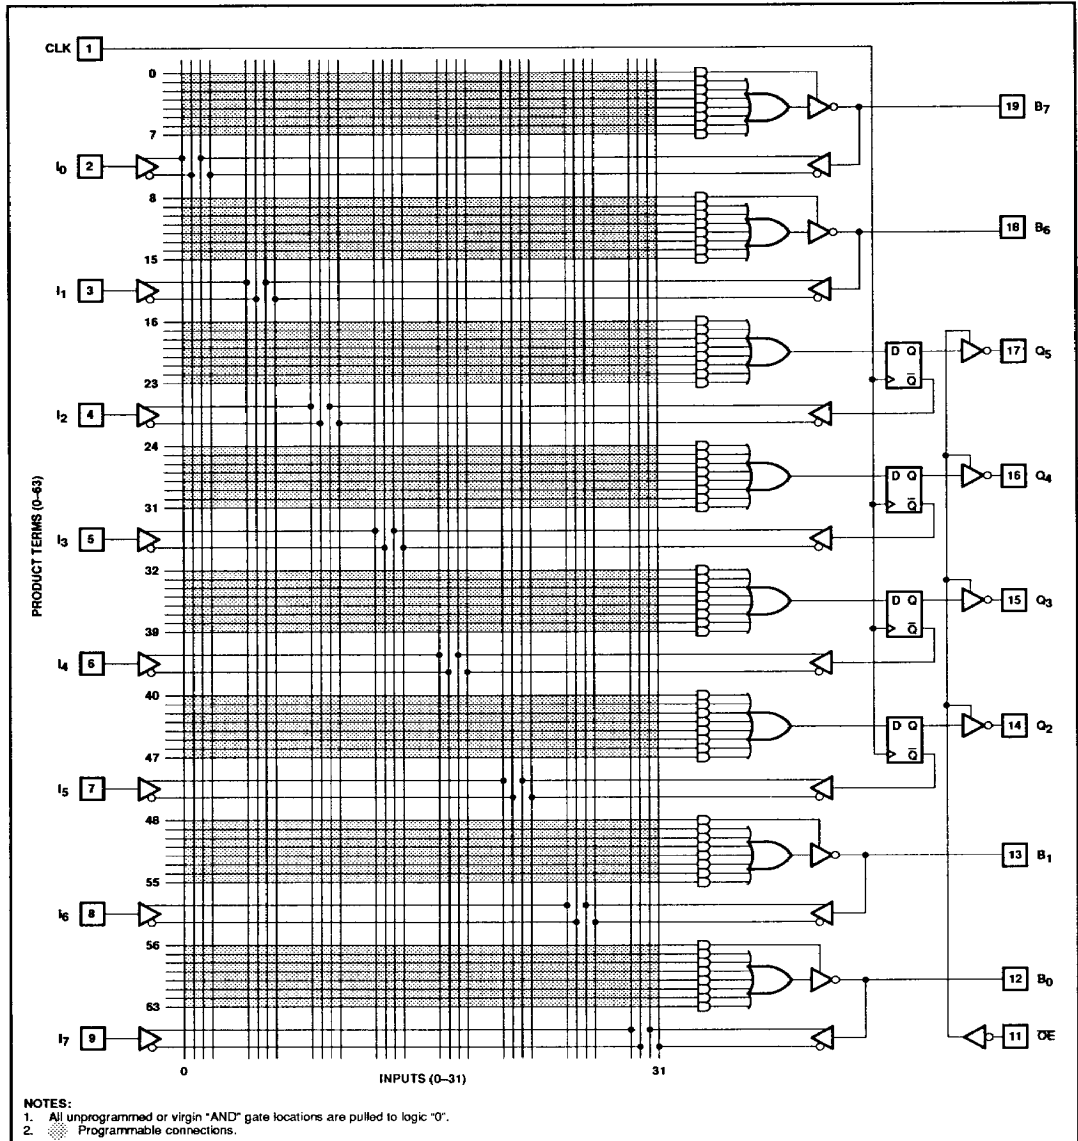 CLK 1
0
7
19 B7
I0 2
8
15
18 B6
I1 3
16
23
D Q
Q̅
17 Q5
I2 4
24
31
D Q
Q̅
16 Q4
I3 5
PRODUCT TERMS (0–63)
32
39
D Q
Q̅
15 Q3
I4 6
40
47
D Q
Q̅
14 Q2
I5 7
48
55
13 B1
I6 8
56
63
12 B0
I7 9
11 O̅E̅
0 31
INPUTS (0–31)
NOTES:
1. All unprogrammed or virgin "AND" gate locations are pulled to logic "0".
2. Programmable connections.